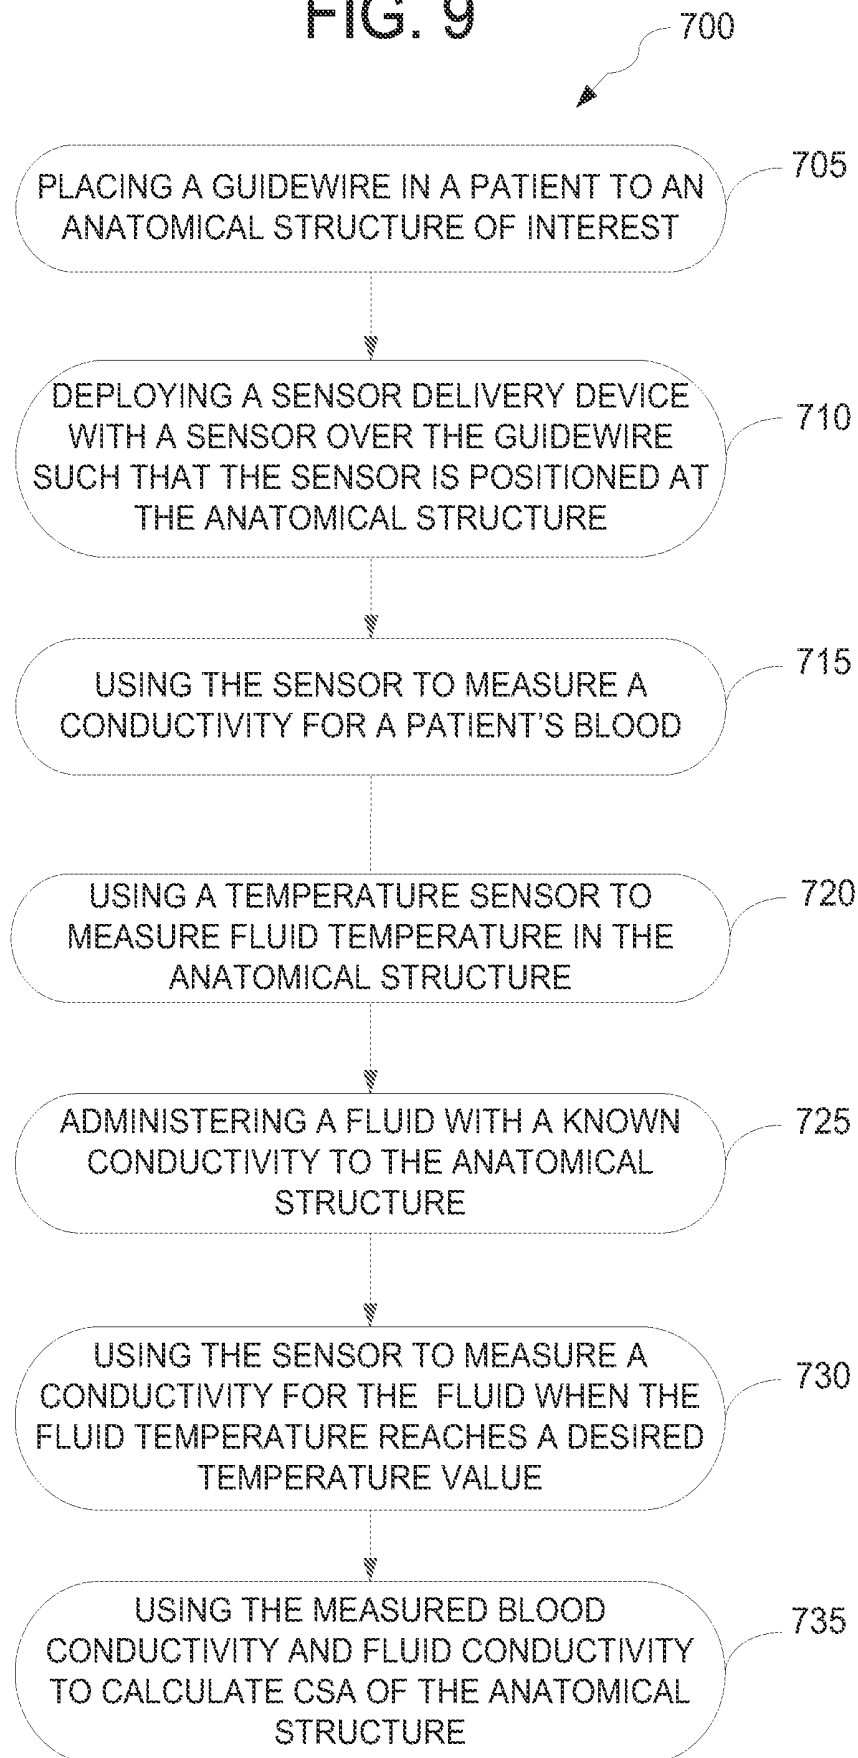 FIG. 9
700
PLACING A GUIDEWIRE IN A PATIENT TO AN
ANATOMICAL STRUCTURE OF INTEREST
705
DEPLOYING A SENSOR DELIVERY DEVICE
WITH A SENSOR OVER THE GUIDEWIRE
SUCH THAT THE SENSOR IS POSITIONED AT
THE ANATOMICAL STRUCTURE
710
USING THE SENSOR TO MEASURE A
CONDUCTIVITY FOR A PATIENT'S BLOOD
715
USING A TEMPERATURE SENSOR TO
MEASURE FLUID TEMPERATURE IN THE
ANATOMICAL STRUCTURE
720
ADMINISTERING A FLUID WITH A KNOWN
CONDUCTIVITY TO THE ANATOMICAL
STRUCTURE
725
USING THE SENSOR TO MEASURE A
CONDUCTIVITY FOR THE FLUID WHEN THE
FLUID TEMPERATURE REACHES A DESIRED
TEMPERATURE VALUE
730
USING THE MEASURED BLOOD
CONDUCTIVITY AND FLUID CONDUCTIVITY
TO CALCULATE CSA OF THE ANATOMICAL
STRUCTURE
735